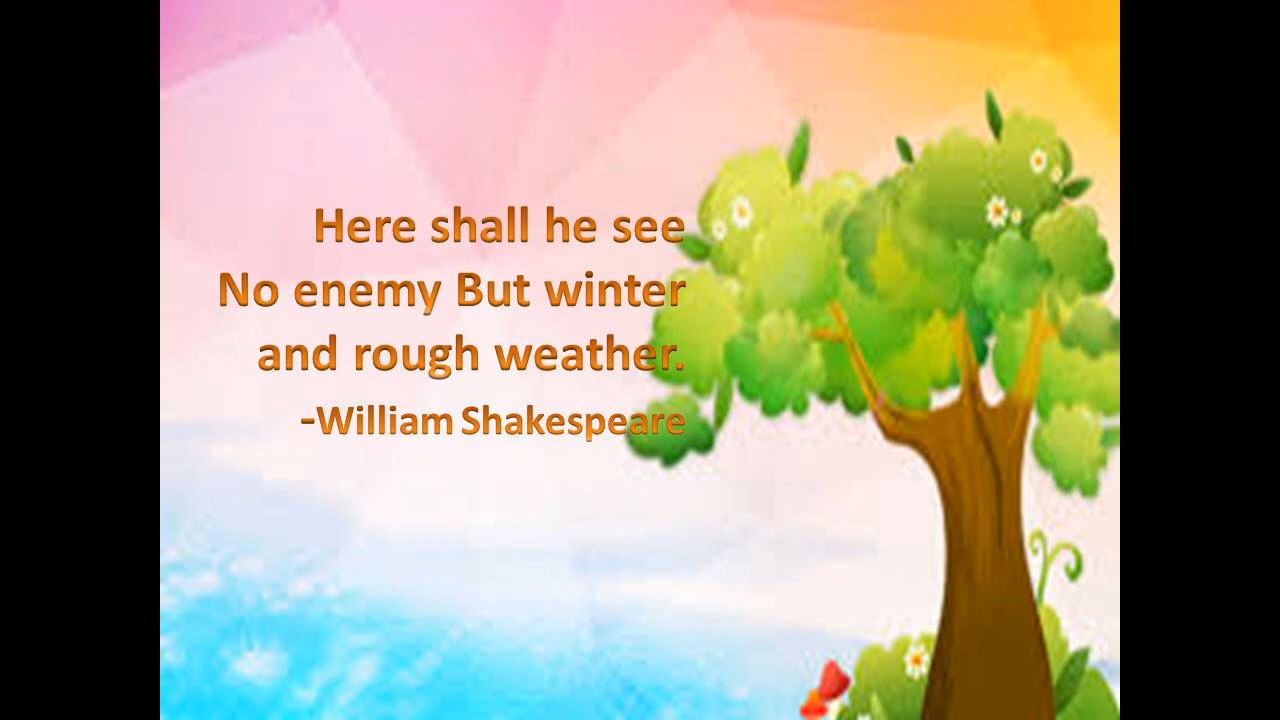 Here shall he see
No enemy But winter
and rough weather.
-William Shakespeare